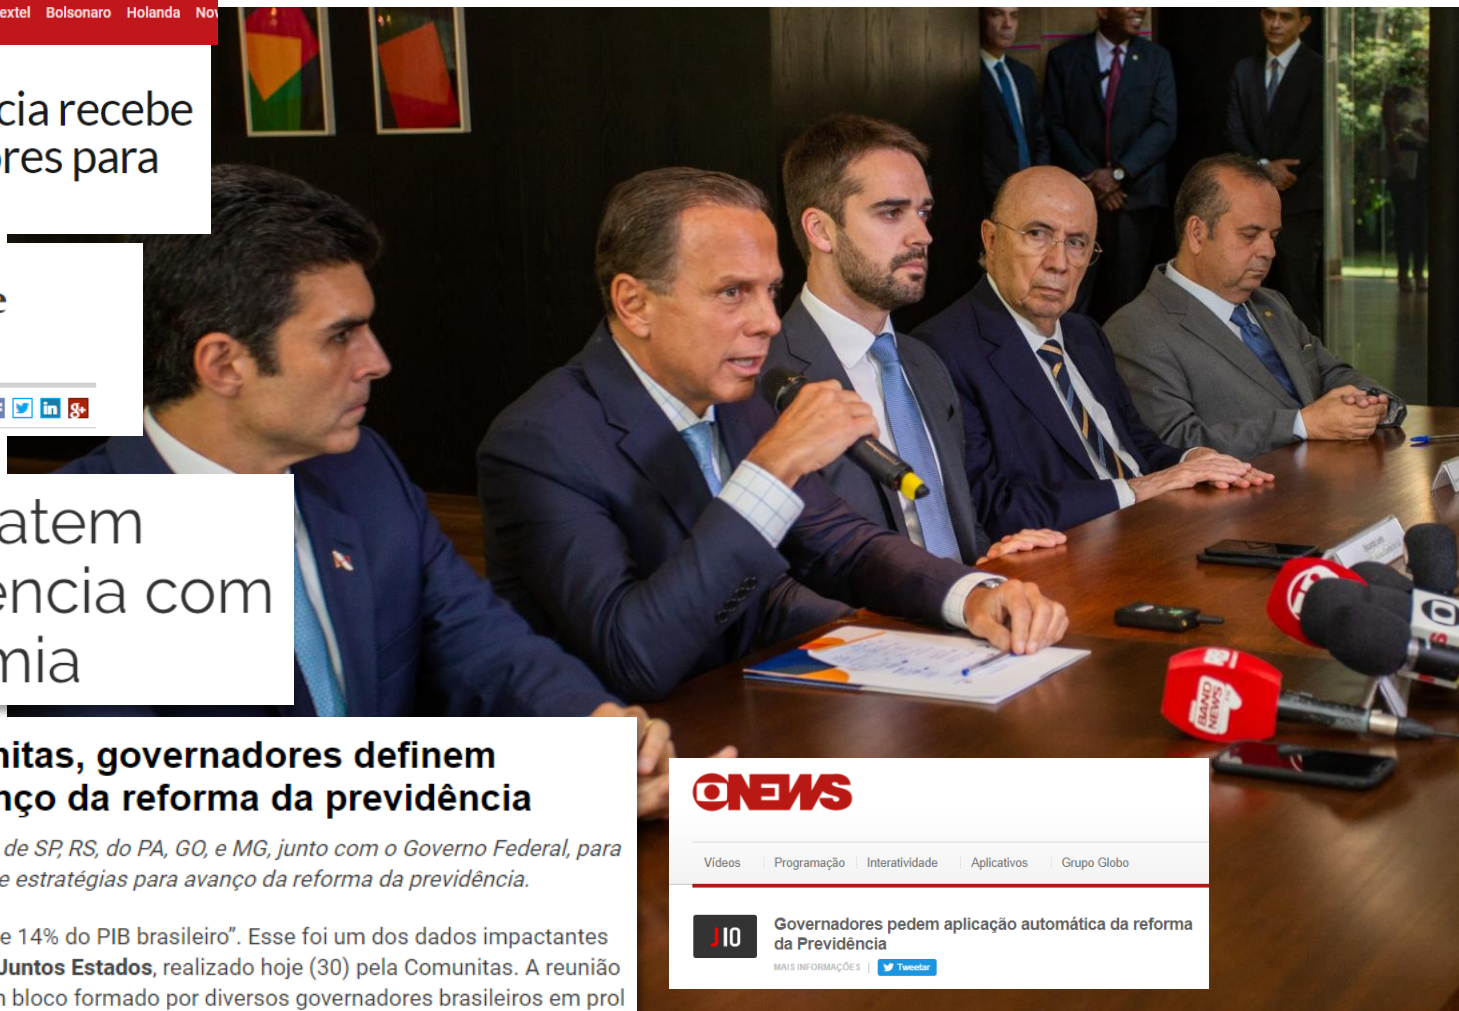 extel Bolsonaro Holanda Nov
cia recebe
ores para
e
in g+
atem
encia com
mia
nitas, governadores definem
nço da reforma da previdência
de SP, RS, do PA, GO, e MG, junto com o Governo Federal, para
e estratégias para avanço da reforma da previdência.
e 14% do PIB brasileiro”. Esse foi um dos dados impactantes
Juntos Estados, realizado hoje (30) pela Comunitas. A reunião
n bloco formado por diversos governadores brasileiros em prol
BAND
NEWS
NEWS
Vídeos Programação Interatividade Aplicativos Grupo Globo
J10
Governadores pedem aplicação automática da reforma
da Previdência
MAIS INFORMAÇÕES | Tweetar